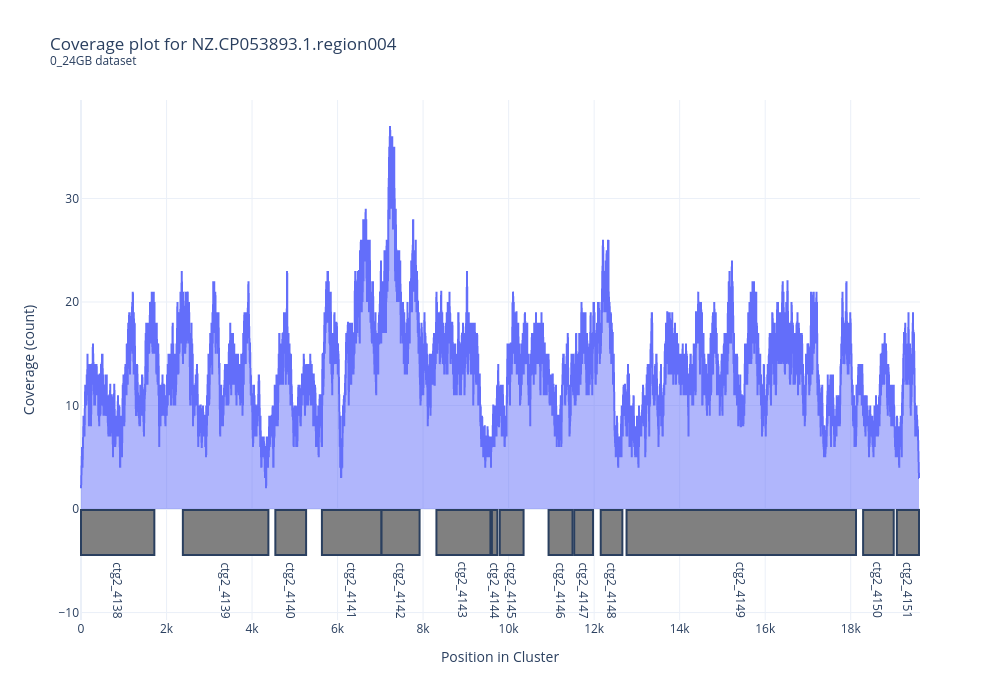 Coverage plot for NZ.CP053893.1.region004
0_24GB dataset
Coverage (count)
30
20
10
0
−10
ctg2_4138
ctg2_4139
ctg2_4140
ctg2_4141
ctg2_4142
ctg2_4143
ctg2_4144
ctg2_4145
ctg2_4146
ctg2_4147
ctg2_4148
ctg2_4149
ctg2_4150
ctg2_4151
0 2k 4k 6k 8k 10k 12k 14k 16k 18k
Position in Cluster